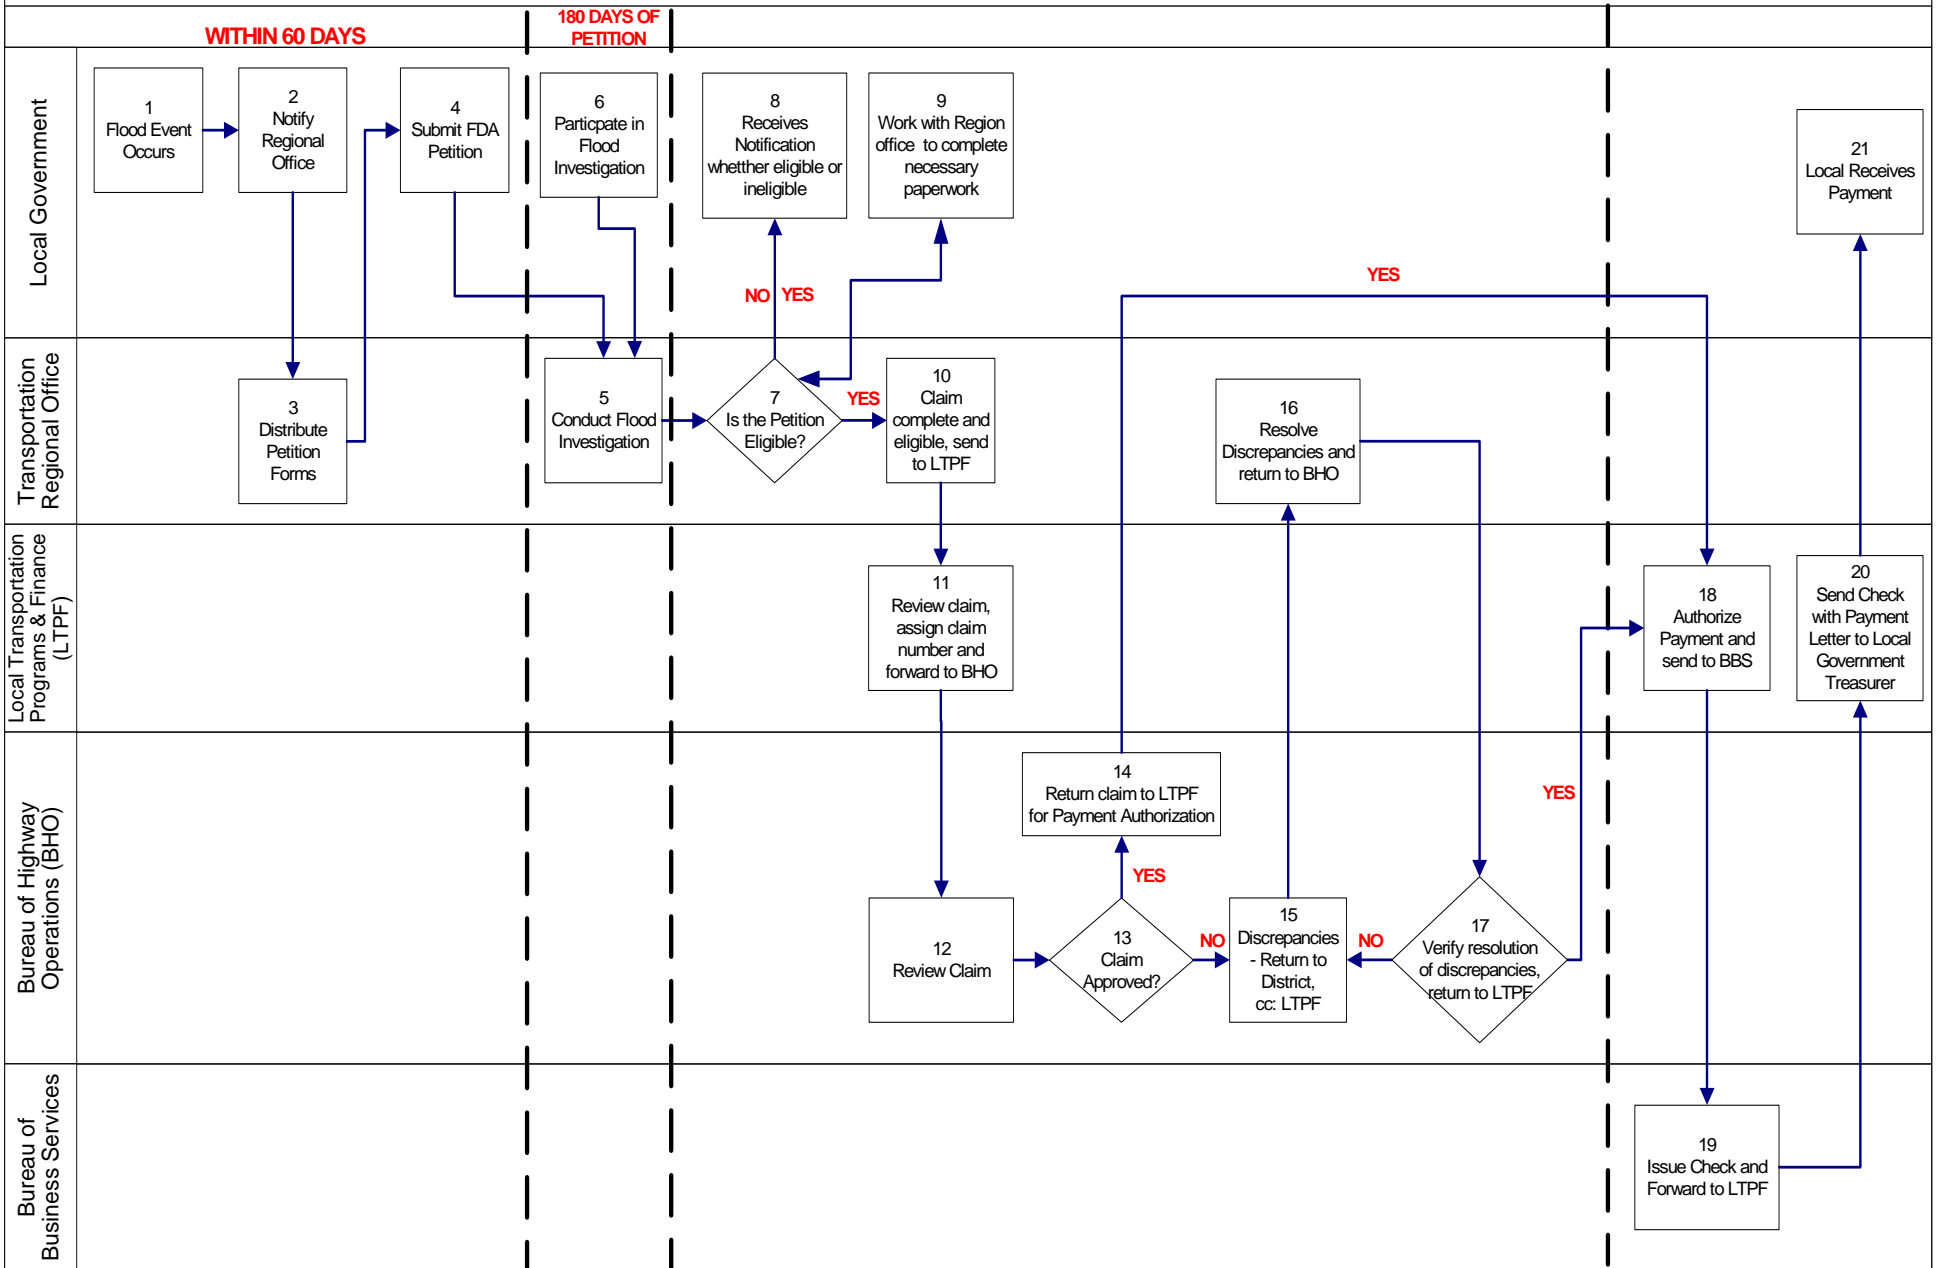 WITHIN 60 DAYS
180 DAYS OF
PETITION
Local Government
1
Flood Event
Occurs
2
Notify
Regional
Office
4
Submit FDA
Petition
6
Particpate in
Flood
Investigation
8
Receives
Notification
whetther eligible or
ineligible
9
Work with Region
office to complete
necessary
paperwork
21
Local Receives
Payment
NO
YES
YES
Transportation
Regional Office
3
Distribute
Petition
Forms
5
Conduct Flood
Investigation
7
Is the Petition
Eligible?
YES
10
Claim
complete and
eligible, send
to LTPF
16
Resolve
Discrepancies and
return to BHO
Local Transportation
Programs & Finance
(LTPF)
11
Review claim,
assign claim
number and
forward to BHO
18
Authorize
Payment and
send to BBS
20
Send Check
with Payment
Letter to Local
Government
Treasurer
Bureau of Highway
Operations (BHO)
14
Return claim to LTPF
for Payment Authorization
YES
YES
12
Review Claim
13
Claim
Approved?
NO
15
Discrepancies
- Return to
District,
cc: LTPF
NO
17
Verify resolution
of discrepancies,
return to LTPF
Bureau of
Business Services
19
Issue Check and
Forward to LTPF